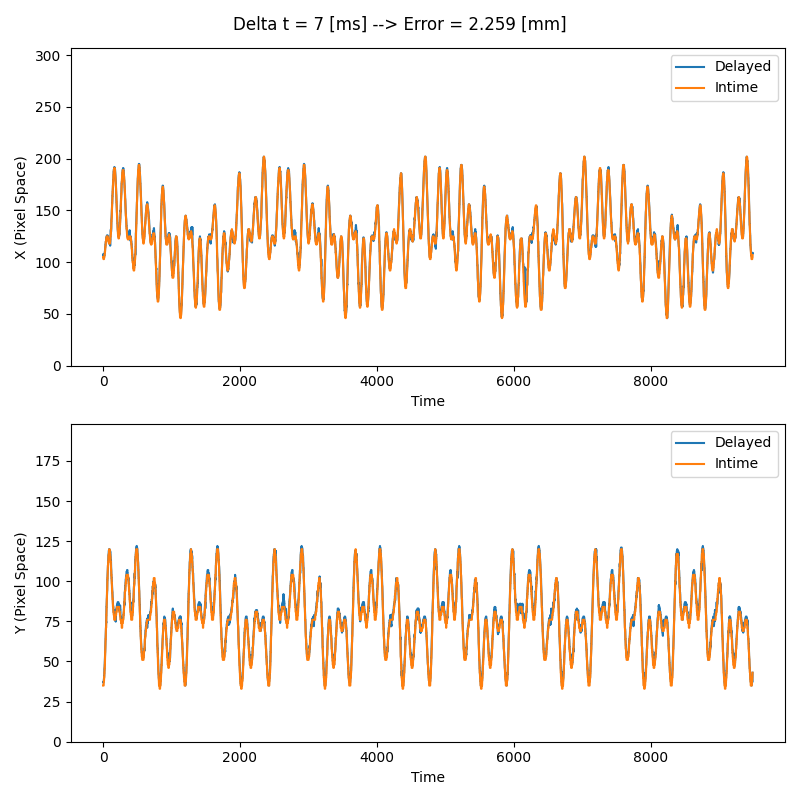 Delta t = 7 [ms] --> Error = 2.259 [mm]
300
250
200
150
100
50
0
X (Pixel Space)
Delayed
Intime
0 2000 4000 6000 8000
Time
175
150
125
100
75
50
25
0
Y (Pixel Space)
Delayed
Intime
0 2000 4000 6000 8000
Time